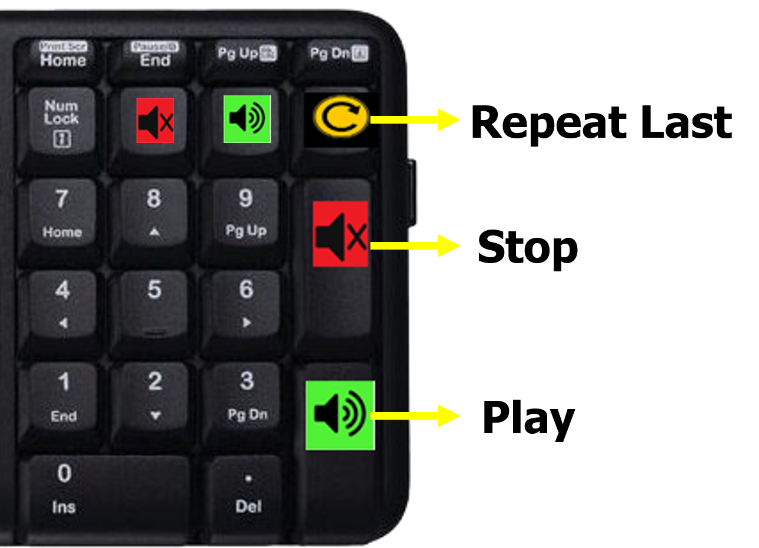 Print Scr
Home
End
Pg Up
Pg Dn
Num
Lock
Repeat Last
7
Home
8
9
Pg Up
Stop
4
5
6
1
End
2
3
Pg Dn
Play
0
Ins
.
Del